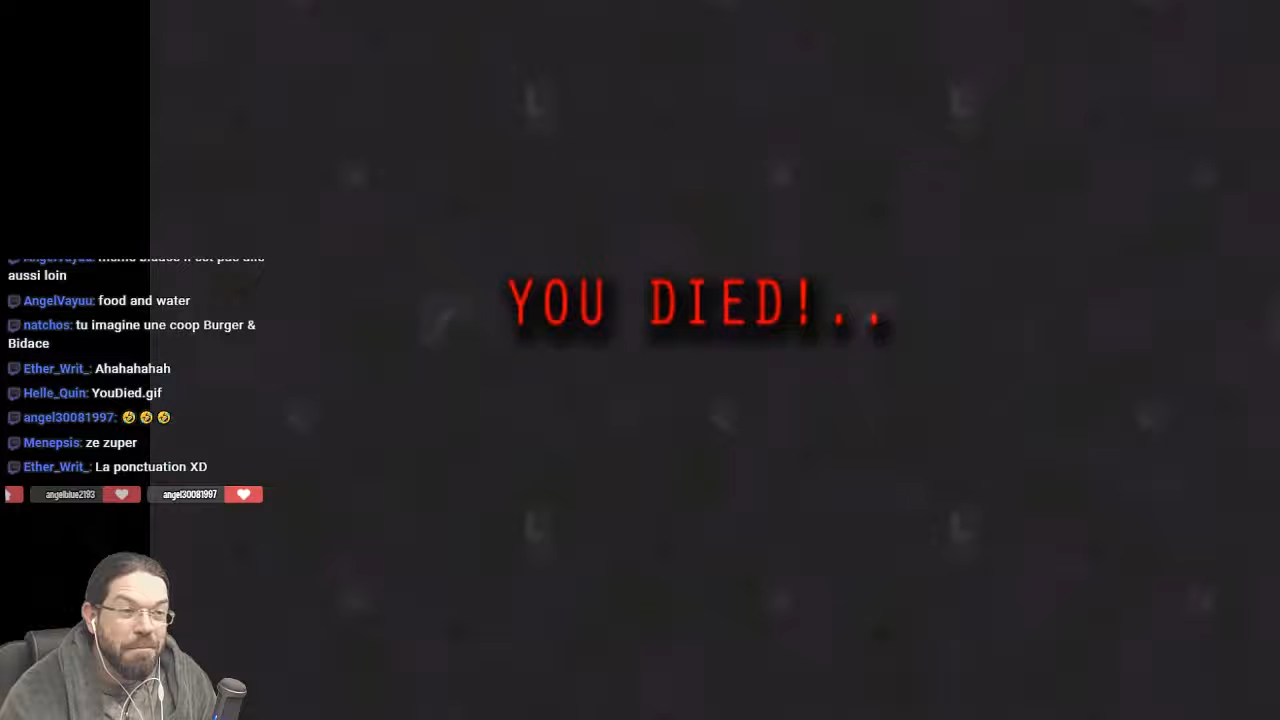 YOU DIED!..
aussi loin
AngelVayuu: food and water
natchos: tu imagine une coop Burger &
Bidace
Ether_Writ_: Ahahahahah
Helle_Quin: YouDied.gif
angel30081997: 🤣 🤣 🤣
Menepsis: ze zuper
Ether_Writ_: La ponctuation XD
angelblue2193
angel30081997